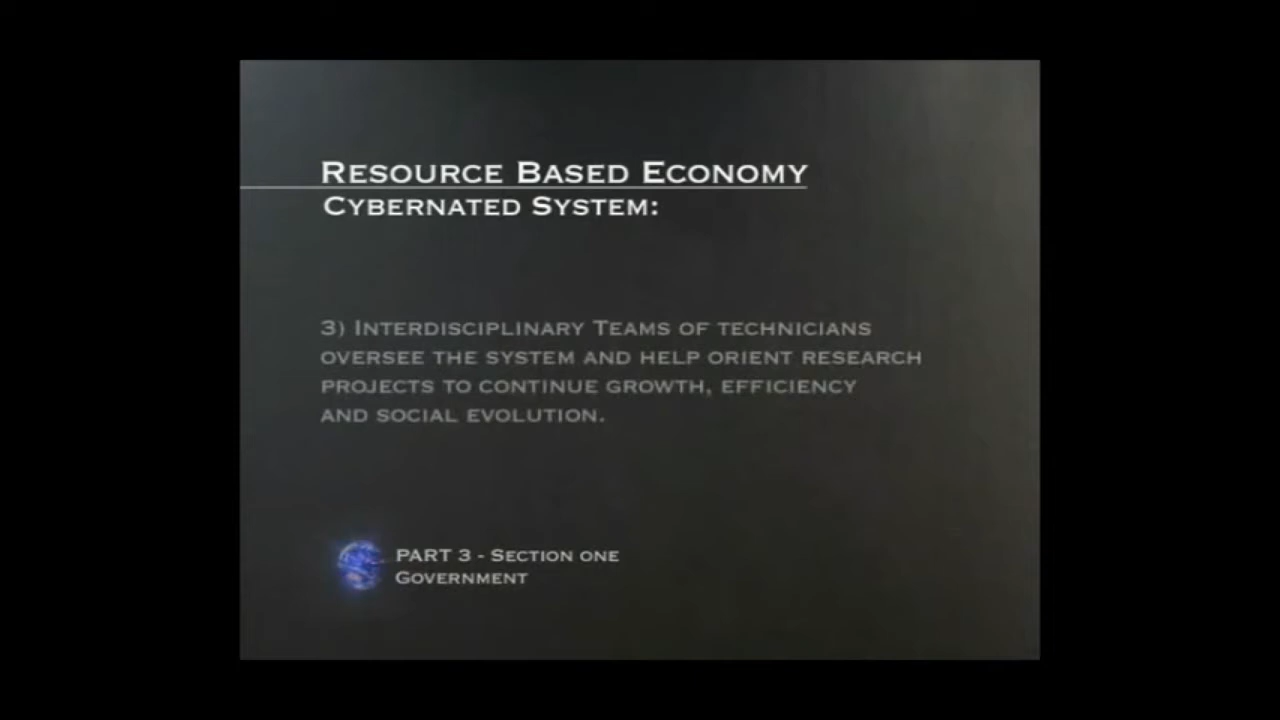 Resource Based Economy
Cybernated System:
3) Interdisciplinary Teams of technicians
oversee the system and help orient research
projects to continue growth, efficiency
and social evolution.
PART 3 - Section one
Government